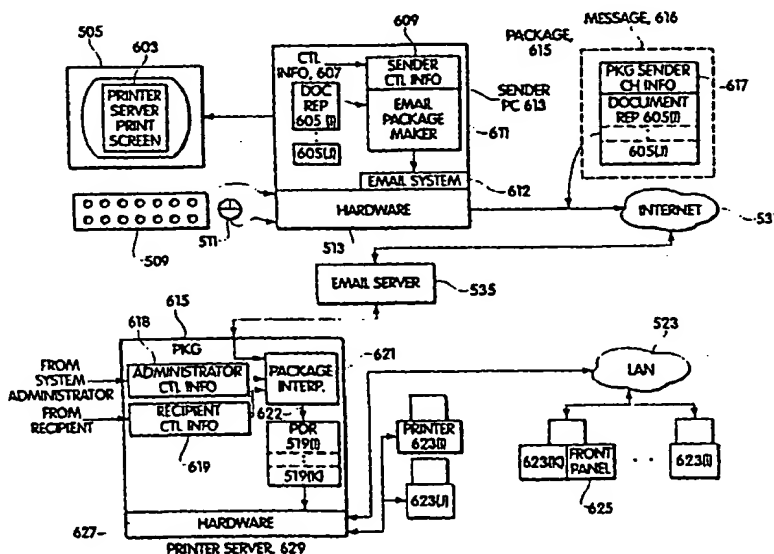 505
603
PRINTER
SERVER
PRINT
SCREEN
509
511
609
CTL
INFO, 607
SENDER
CTL INFO
DOC
REP
605 (I)
605(J)
EMAIL
PACKAGE
MAKER
611
SENDER
PC 613
EMAIL SYSTEM
612
HARDWARE
513
MESSAGE, 616
PACKAGE,
615
PKG SENDER
CH INFO
617
DOCUMENT
REP 605(I)
605(J)
INTERNET
53
EMAIL SERVER
535
615
618
PKG
FROM
SYSTEM
ADMINISTRATOR
ADMINISTRATOR
CTL INFO
PACKAGE
INTERP.
621
FROM
RECIPIENT
RECIPIENT
CTL INFO
622
619
PDR
519(I)
519(K)
627
HARDWARE
PRINTER SERVER, 629
PRINTER
623(I)
623(J)
523
LAN
623(K)
FRONT
PANEL
625
623(L)